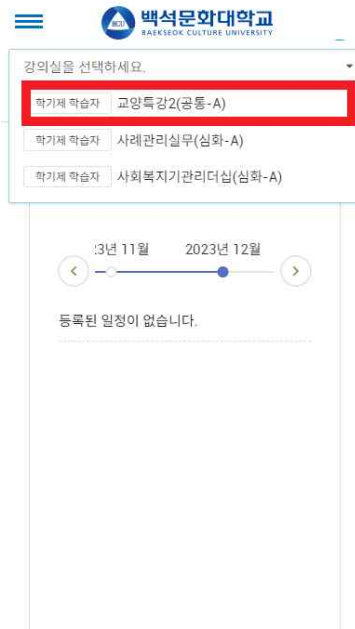 백석문화대학교
BAEKSEOK CULTURE UNIVERSITY
강의실을 선택하세요.
학기제 학습자 교양특강2(공통-A)
학기제 학습자 사례관리실무(심화-A)
학기제 학습자 사회복지기관리더십(심화-A)
3년 11월 2023년 12월
등록된 일정이 없습니다.